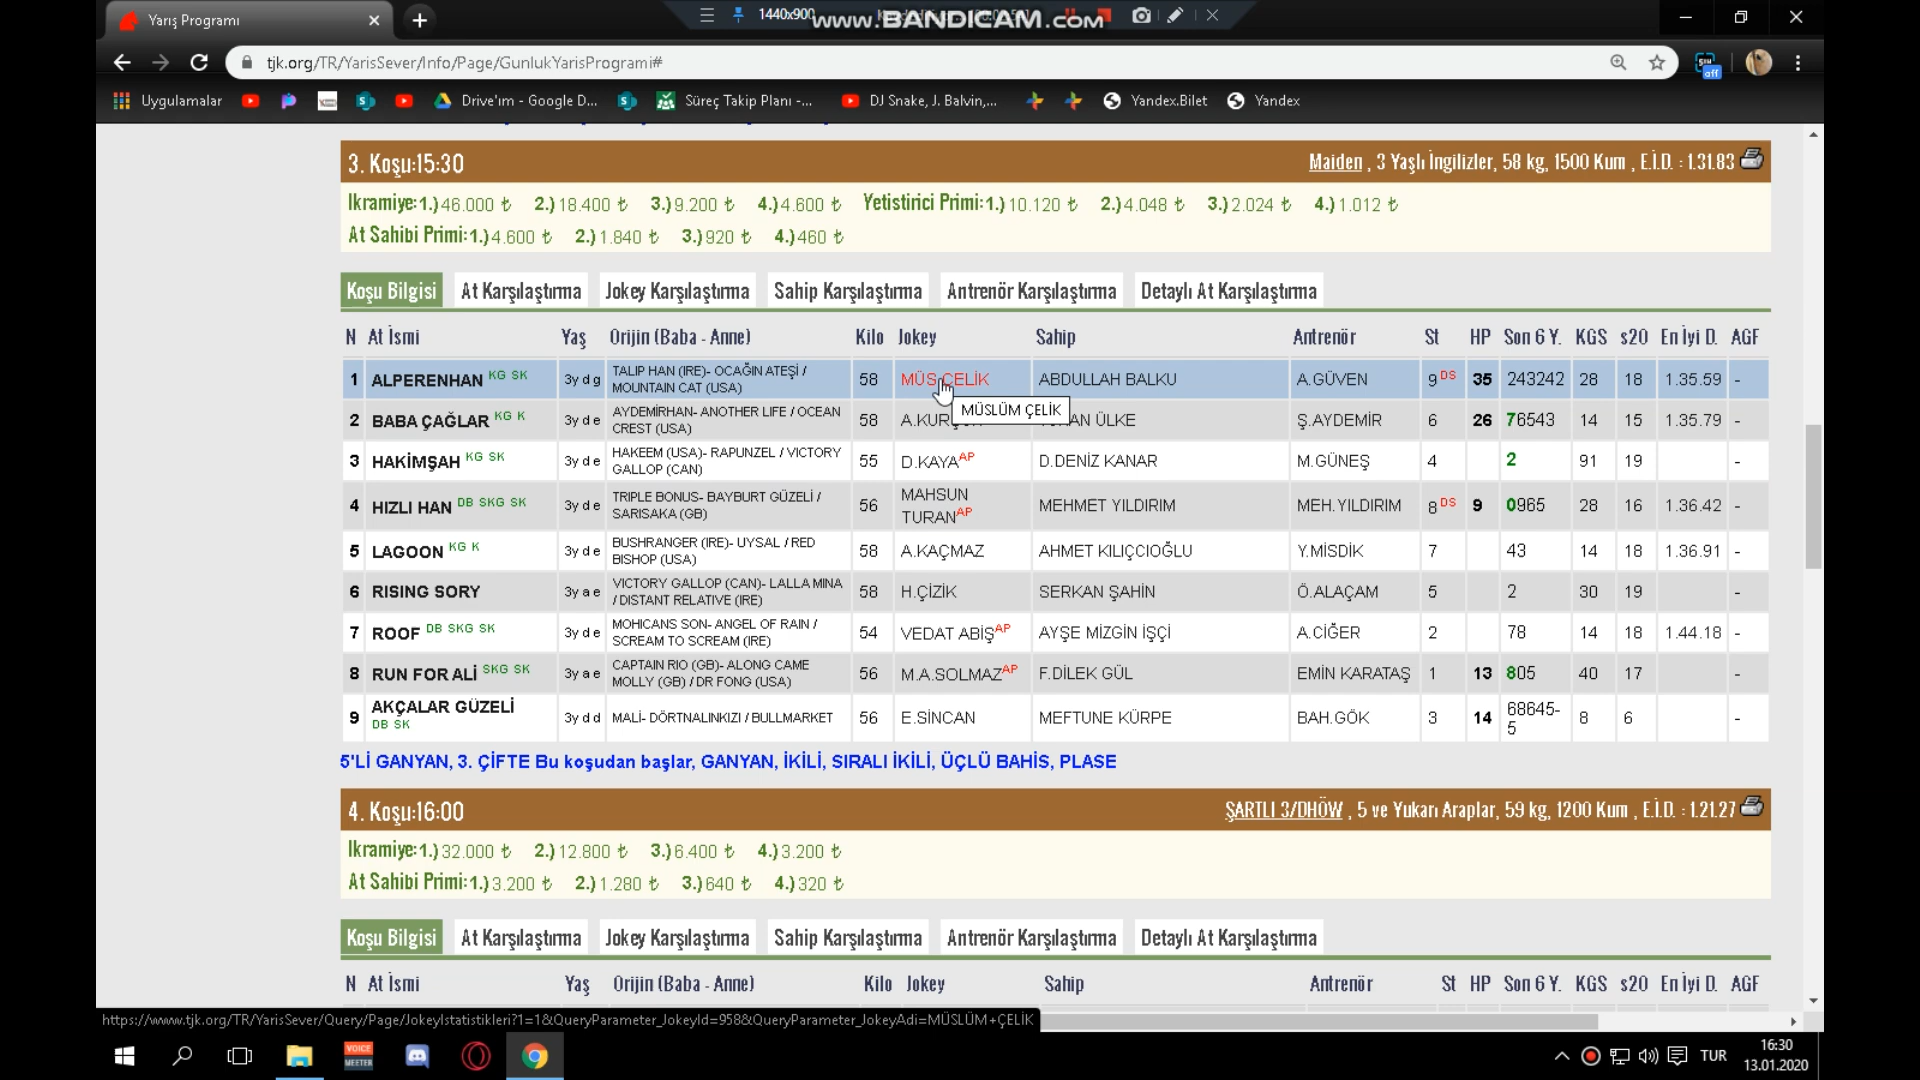 Yarış Programı
1440x900
www.BANDICAM.com
tjk.org/TR/YarisSever/Info/Page/GunlukYarisProgrami#
Uygulamalar
Drive'ım - Google D...
Süreç Takip Planı -...
DJ Snake, J. Balvin,...
Yandex.Bilet
Yandex
off
3. Koşu:15:30
Maiden , 3 Yaşlı İngilizler, 58 kg, 1500 Kum , E.İ.D. : 1.31.83
Ikramiye:1.)46.000 ₺ 2.)18.400 ₺ 3.)9.200 ₺ 4.)4.600 ₺ Yetistirici Primi:1.)10.120 ₺ 2.)4.048 ₺ 3.)2.024 ₺ 4.)1.012 ₺
At Sahibi Primi:1.)4.600 ₺ 2.)1.840 ₺ 3.)920 ₺ 4.)460 ₺
Koşu Bilgisi At Karşılaştırma Jokey Karşılaştırma Sahip Karşılaştırma Antrenör Karşılaştırma Detaylı At Karşılaştırma
N At İsmi Yaş Orijin (Baba - Anne) Kilo Jokey Sahip Antrenör St HP Son 6 Y. KGS s20 En İyi D. AGF
1 ALPERENHAN KG SK 3y d g TALIP HAN (IRE)- OCAĞIN ATEŞİ / MOUNTAIN CAT (USA) 58 MÜS.ÇELİK ABDULLAH BALKU A.GÜVEN 9 DS 35 243242 28 18 1.35.59 -
MÜSLÜM ÇELİK
2 BABA ÇAĞLAR KG K 3y d e AYDEMİRHAN- ANOTHER LIFE / OCEAN CREST (USA) 58 ÜLKE Ş.AYDEMİR 6 26 76543 14 15 1.35.79 -
3 HAKİMŞAH KG SK 3y d e HAKEEM (USA)- RAPUNZEL / VICTORY GALLOP (CAN) 55 D.KAYA AP D.DENİZ KANAR M.GÜNEŞ 4 2 91 19 -
4 HIZLI HAN DB SKG SK 3y d e TRIPLE BONUS- BAYBURT GÜZELİ / SARISAKA (GB) 56 MAHSUN TURAN AP MEHMET YILDIRIM MEH.YILDIRIM 8 DS 9 0965 28 16 1.36.42 -
5 LAGOON KG K 3y d e BUSHRANGER (IRE)- UYSAL / RED BISHOP (USA) 58 A.KAÇMAZ AHMET KILIÇCIOĞLU Y.MİSDİK 7 43 14 18 1.36.91 -
6 RISING SORY 3y a e VICTORY GALLOP (CAN)- LALLA MINA / DISTANT RELATIVE (IRE) 58 H.ÇİZİK SERKAN ŞAHİN Ö.ALAÇAM 5 2 30 19 -
7 ROOF DB SKG SK 3y d e MOHICANS SON- ANGEL OF RAIN / SCREAM TO SCREAM (IRE) 54 VEDAT ABİŞ AP AYŞE MİZGİN İŞÇİ A.CİĞER 2 78 14 18 1.44.18 -
8 RUN FOR ALİ SKG SK 3y a e CAPTAIN RIO (GB)- ALONG CAME MOLLY (GB) / DR FONG (USA) 56 M.A.SOLMAZ AP F.DİLEK GÜL EMİN KARATAŞ 1 13 805 40 17 -
9 AKÇALAR GÜZELİ DB SK 3y d d MALİ- DÖRTNALINKIZI / BULLMARKET 56 E.SİNCAN MEFTUNE KÜRPE BAH.GÖK 3 14 68645-5 8 6 -
5'Lİ GANYAN, 3. ÇİFTE Bu koşudan başlar, GANYAN, İKİLİ, SIRALI İKİLİ, ÜÇLÜ BAHİS, PLASE
4. Koşu:16:00
ŞARTLI 3/DHÖW , 5 ve Yukarı Araplar, 59 kg, 1200 Kum , E.İ.D. : 1.21.27
Ikramiye:1.)32.000 ₺ 2.)12.800 ₺ 3.)6.400 ₺ 4.)3.200 ₺
At Sahibi Primi:1.)3.200 ₺ 2.)1.280 ₺ 3.)640 ₺ 4.)320 ₺
Koşu Bilgisi At Karşılaştırma Jokey Karşılaştırma Sahip Karşılaştırma Antrenör Karşılaştırma Detaylı At Karşılaştırma
N At İsmi Yaş Orijin (Baba - Anne) Kilo Jokey Sahip Antrenör St HP Son 6 Y. KGS s20 En İyi D. AGF
https://www.tjk.org/TR/YarisSever/Query/Page/JokeyIstatistikleri?1=1&QueryParameter_JokeyId=958&QueryParameter_JokeyAdi=MÜSLÜM+ÇELİK
VOICE
MEETER
TUR
16:30
13.01.2020